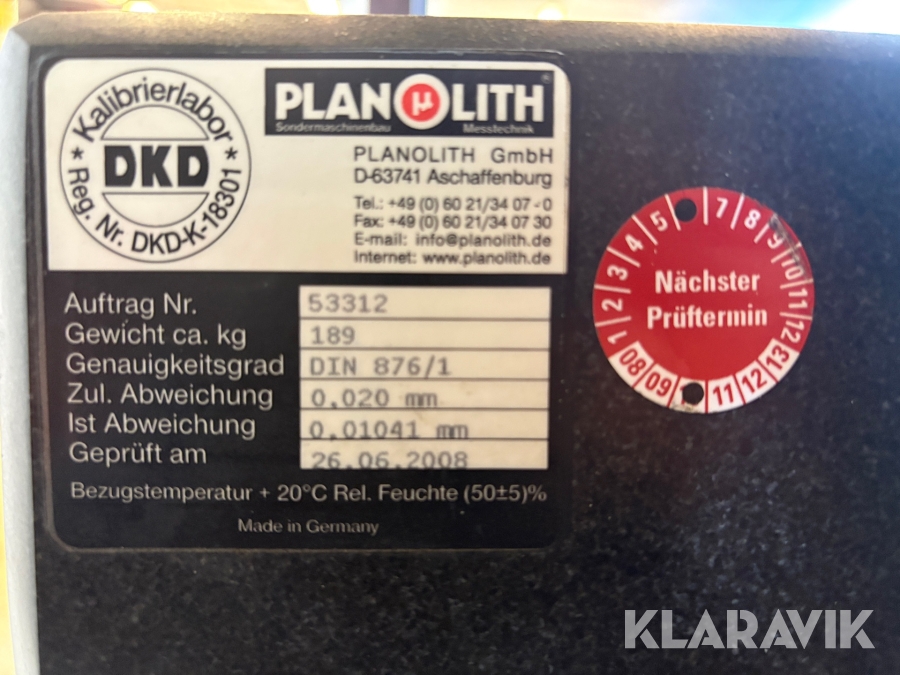 Kalibrierlabor
DKD
Reg. Nr. DKD-K-18301
PLANµLITH
Sondermaschinenbau Messtechnik
PLANOLITH GmbH
D-63741 Aschaffenburg
Tel.: +49 (0) 60 21/34 07 - 0
Fax: +49 (0) 60 21/34 07 30
E-mail: info@planolith.de
Internet: www.planolith.de
Auftrag Nr. 53312
Gewicht ca. kg 189
Genauigkeitsgrad DIN 876/1
Zul. Abweichung 0,020 mm
Ist Abweichung 0,01041 mm
Geprüft am 26.06.2008
Bezugstemperatur + 20°C Rel. Feuchte (50±5)%
Made in Germany
1 2 3 4 5 7 8 9 10 11 12
Nächster
Prüftermin
08 09 11 12 13
KLARAVIK